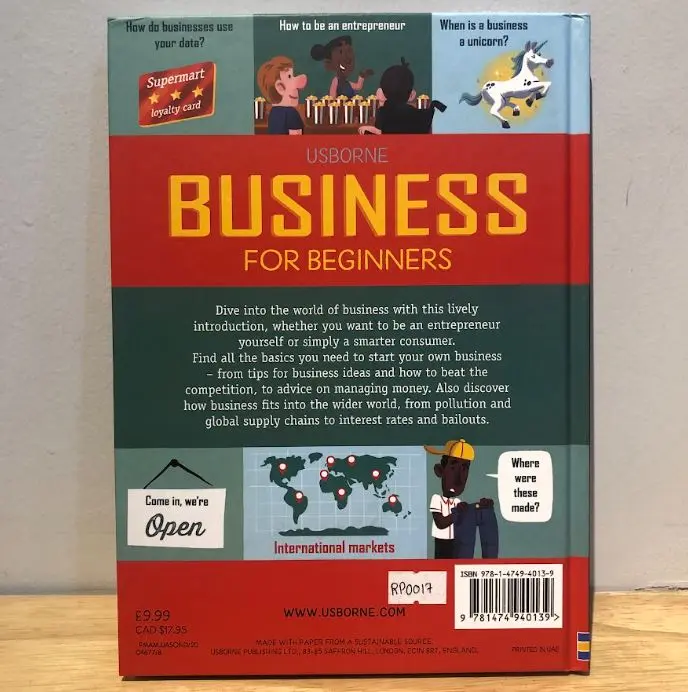 How do businesses use
your data?
How to be an entrepreneur
When is a business
a unicorn?
Supermart
loyalty card
USBORNE
BUSINESS
FOR BEGINNERS
Dive into the world of business with this lively
introduction, whether you want to be an entrepreneur
yourself or simply a smarter consumer.
Find all the basics you need to start your own business
– from tips for business ideas and how to beat the
competition, to advice on managing money. Also discover
how business fits into the wider world, from pollution and
global supply chains to interest rates and bailouts.
Come in, we're
Open
International markets
Where
were
these
made?
ISBN 978-1-4749-4013-9
RP0017
9 781474 940139 >
£9.99
CAD $17.95
WWW.USBORNE.COM
MADE WITH PAPER FROM A SUSTAINABLE SOURCE
USBORNE PUBLISHING LTD., 83-85 SAFFRON HILL, LONDON, EC1N 8RT, ENGLAND.
PRINTED IN UAE